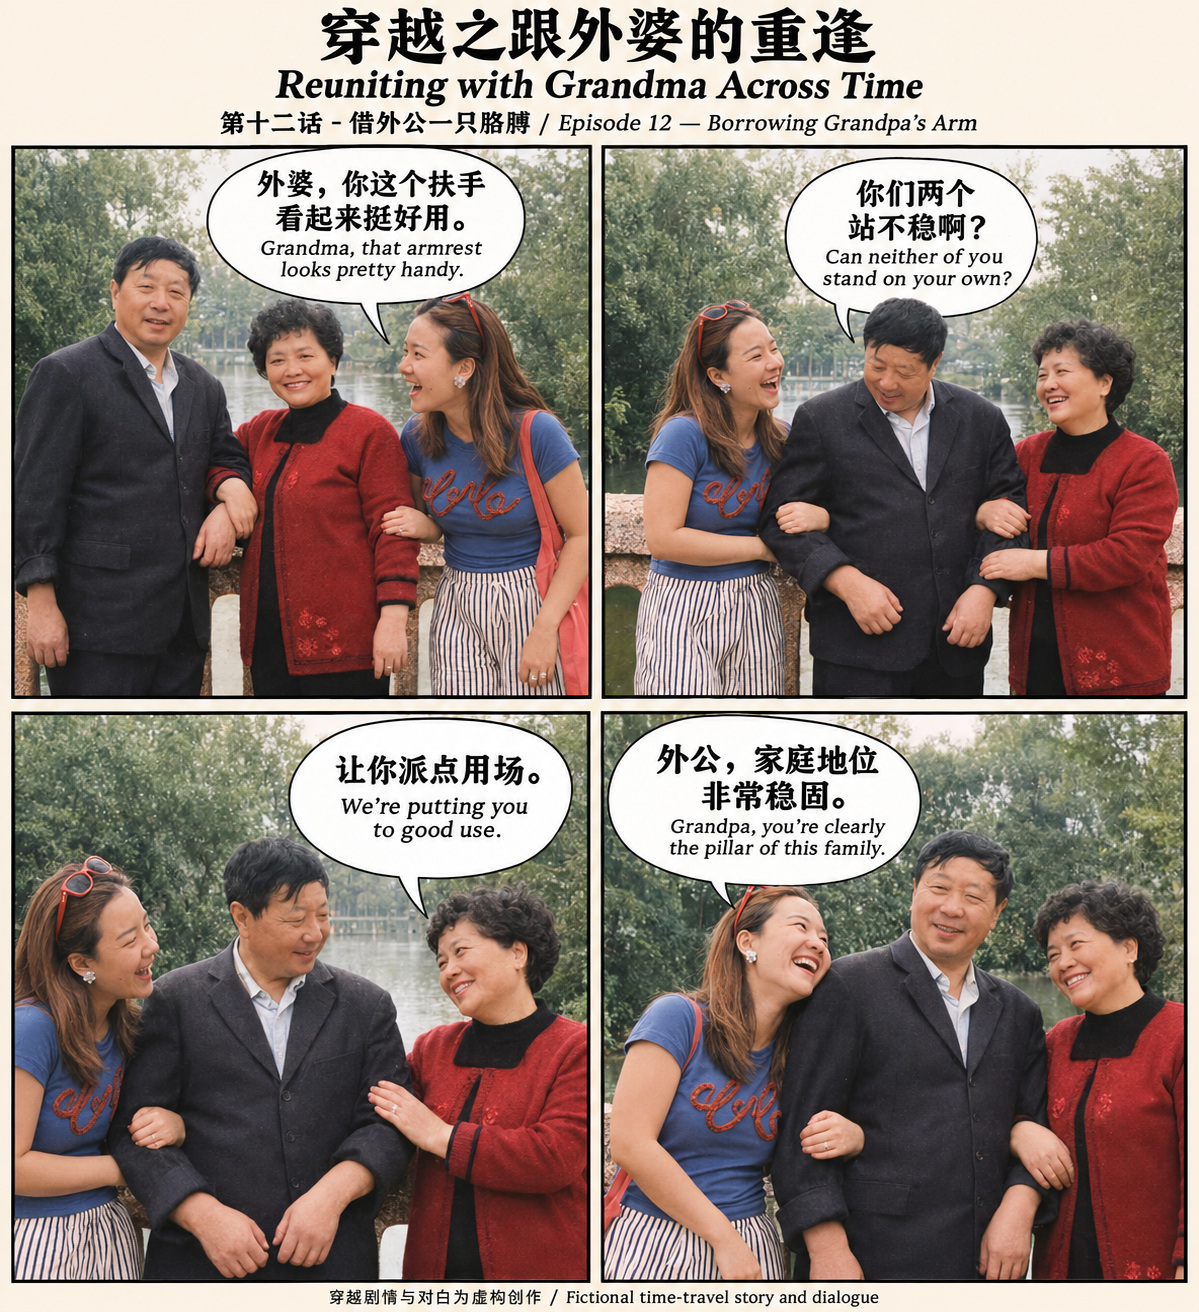 穿越之跟外婆的重逢
Reuniting with Grandma Across Time
第十二话 - 借外公一只胳膊 / Episode 12 — Borrowing Grandpa's Arm
外婆，你这个扶手
看起来挺好用。
Grandma, that armrest
looks pretty handy.
你们两个
站不稳啊？
Can neither of you
stand on your own?
让你派点用场。
We're putting you
to good use.
外公，家庭地位
非常稳固。
Grandpa, you're clearly
the pillar of this family.
穿越剧情与对白为虚构创作 / Fictional time-travel story and dialogue